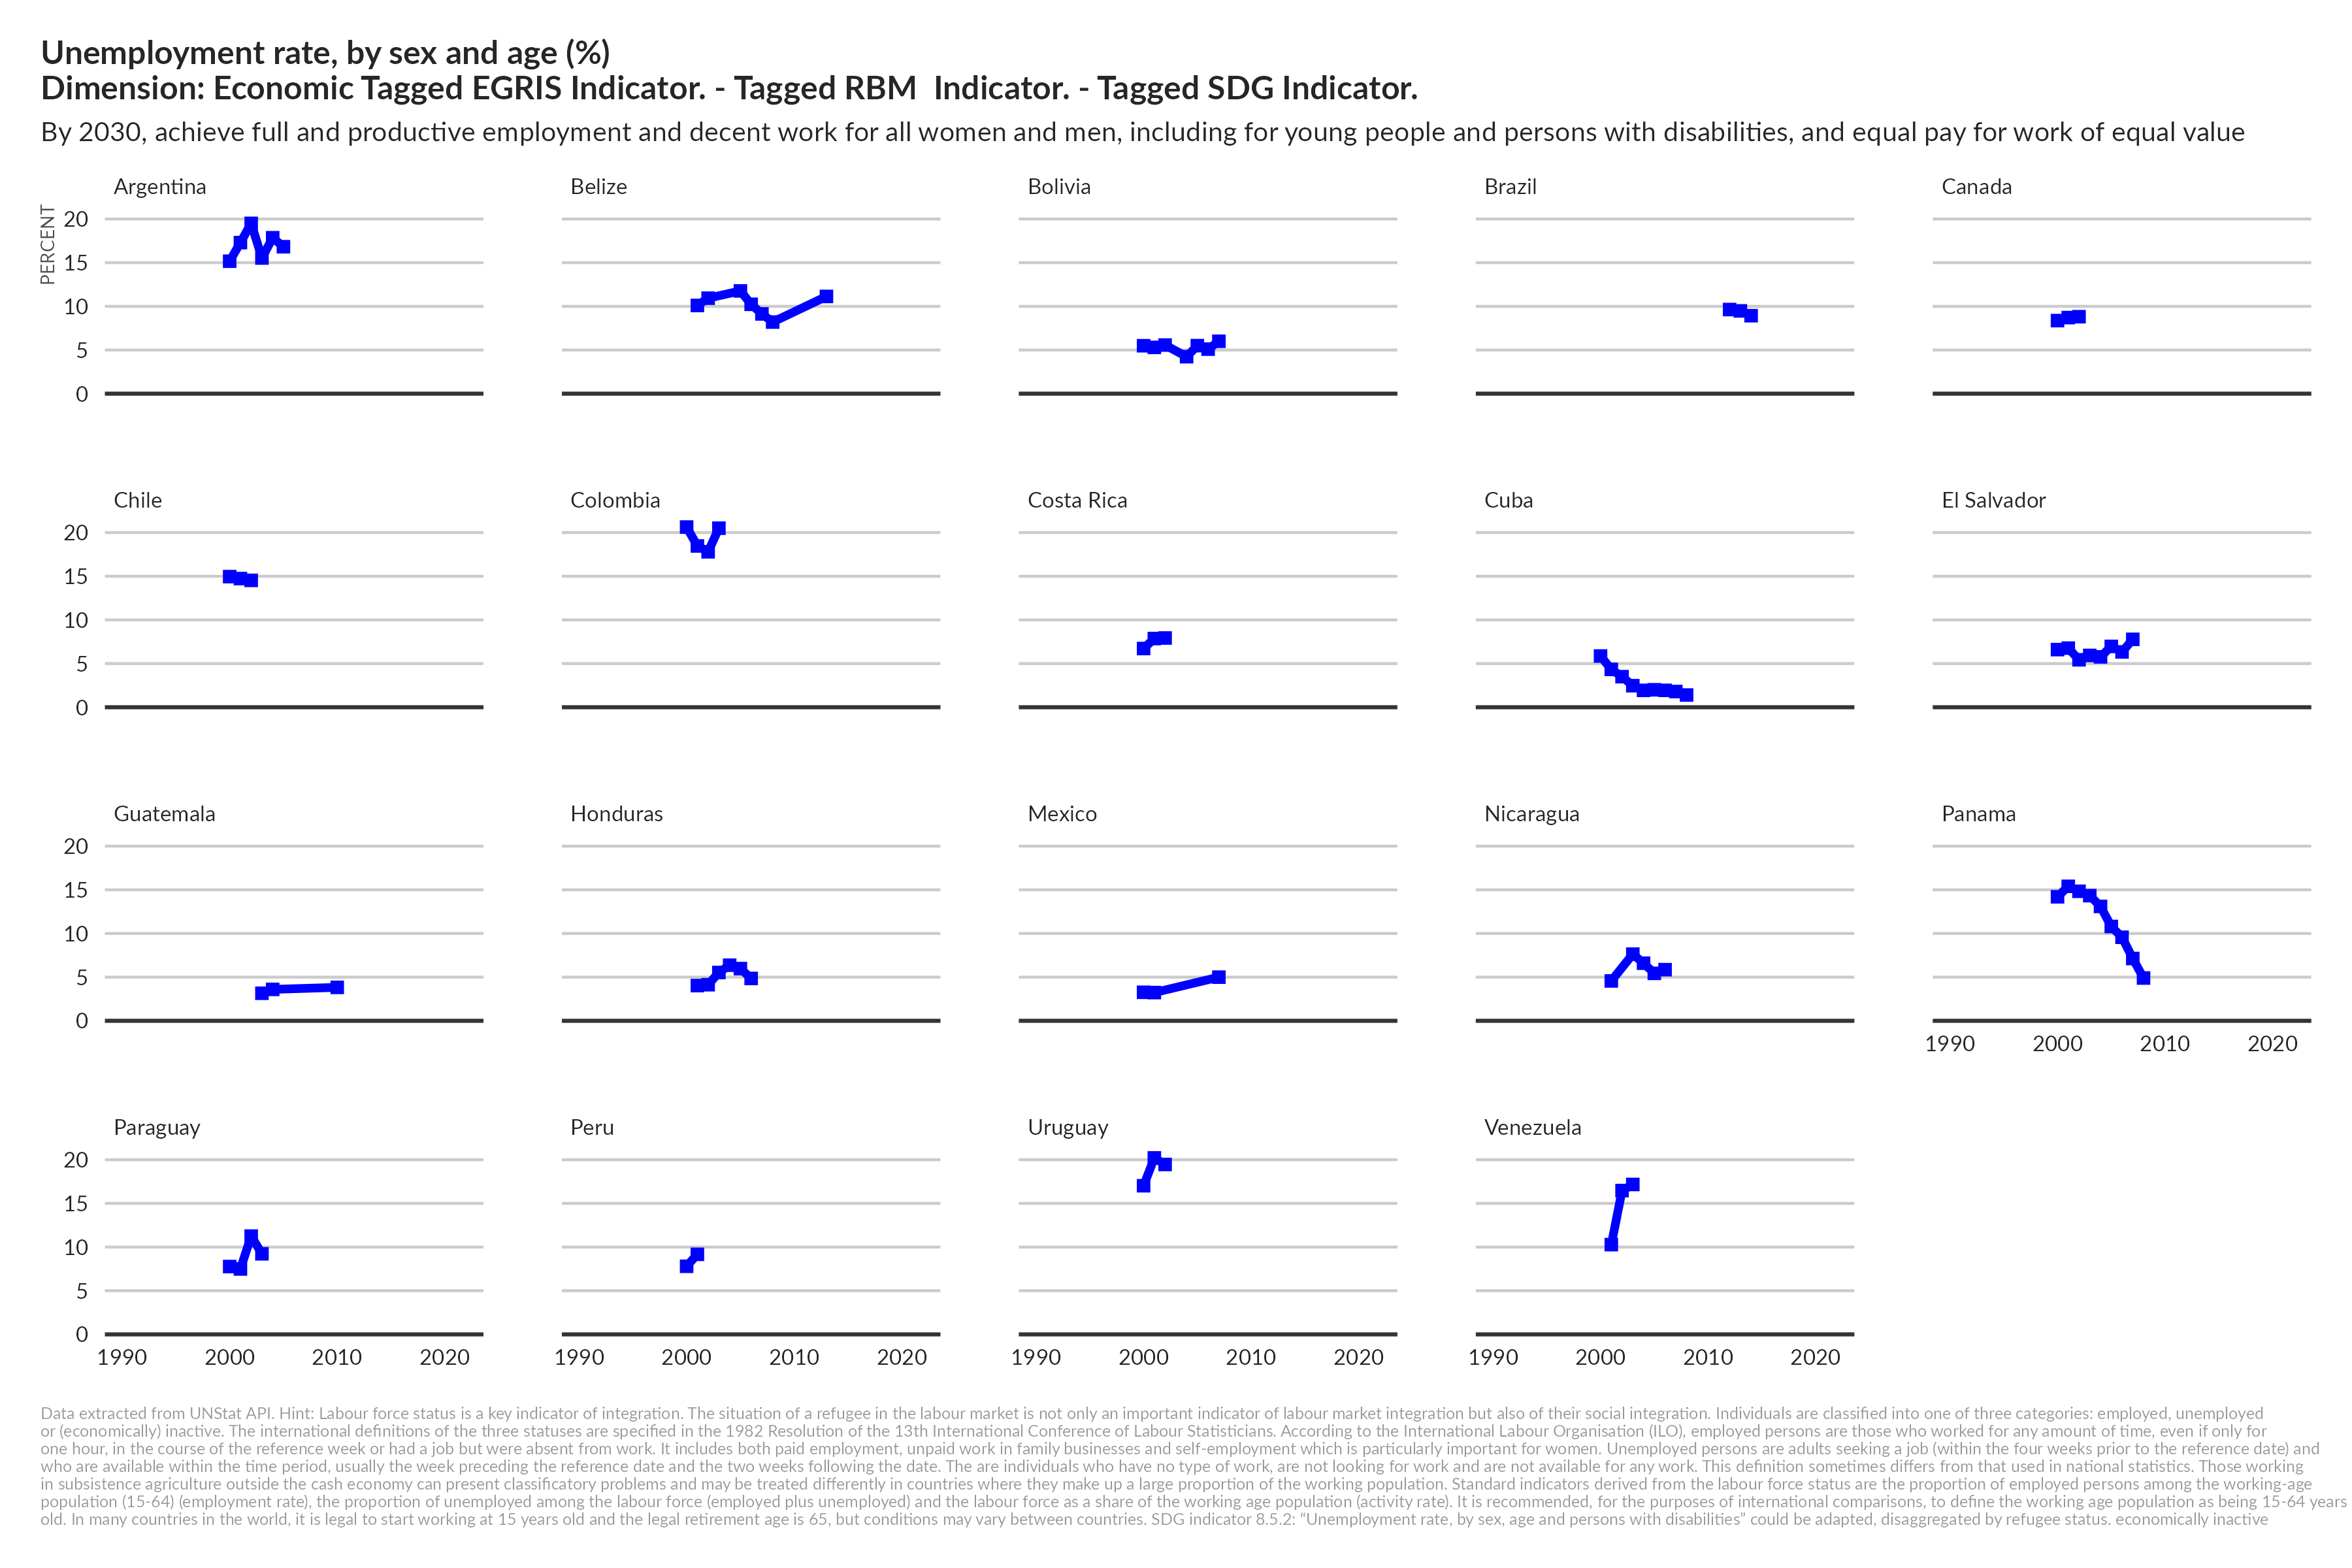 Unemployment rate, by sex and age (%)
Dimension: Economic Tagged EGRIS Indicator. - Tagged RBM  Indicator. - Tagged SDG Indicator.
By 2030, achieve full and productive employment and decent work for all women and men, including for young people and persons with disabilities, and equal pay for work of equal value
Argentina Belize Bolivia Brazil Canada
PERCENT
20
15
10
5
0
Chile Colombia Costa Rica Cuba El Salvador
20
15
10
5
0
Guatemala Honduras Mexico Nicaragua Panama
20
15
10
5
0
1990 2000 2010 2020
Paraguay Peru Uruguay Venezuela
20
15
10
5
0
1990 2000 2010 2020 1990 2000 2010 2020 1990 2000 2010 2020 1990 2000 2010 2020
Data extracted from UNStat API. Hint: Labour force status is a key indicator of integration. The situation of a refugee in the labour market is not only an important indicator of labour market integration but also of their social integration. Individuals are classified into one of three categories: employed, unemployed
or (economically) inactive. The international definitions of the three statuses are specified in the 1982 Resolution of the 13th International Conference of Labour Statisticians. According to the International Labour Organisation (ILO), employed persons are those who worked for any amount of time, even if only for
one hour, in the course of the reference week or had a job but were absent from work. It includes both paid employment, unpaid work in family businesses and self-employment which is particularly important for women. Unemployed persons are adults seeking a job (within the four weeks prior to the reference date) and
who are available within the time period, usually the week preceding the reference date and the two weeks following the date. The are individuals who have no type of work, are not looking for work and are not available for any work. This definition sometimes differs from that used in national statistics. Those working
in subsistence agriculture outside the cash economy can present classificatory problems and may be treated differently in countries where they make up a large proportion of the working population. Standard indicators derived from the labour force status are the proportion of employed persons among the working-age
population (15-64) (employment rate), the proportion of unemployed among the labour force (employed plus unemployed) and the labour force as a share of the working age population (activity rate). It is recommended, for the purposes of international comparisons, to define the working age population as being 15-64 years
old. In many countries in the world, it is legal to start working at 15 years old and the legal retirement age is 65, but conditions may vary between countries. SDG indicator 8.5.2: “Unemployment rate, by sex, age and persons with disabilities” could be adapted, disaggregated by refugee status. economically inactive